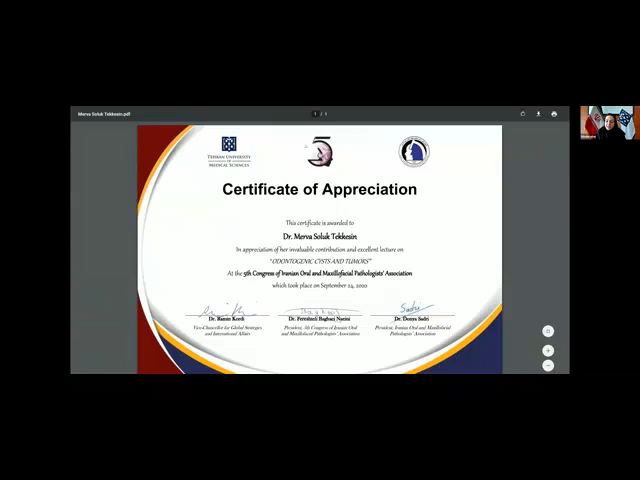 Merva Soluk Tekkesin.pdf
1 / 1
TEHRAN UNIVERSITY
OF
MEDICAL SCIENCES
5
Certificate of Appreciation
This certificate is awarded to
Dr. Merva Soluk Tekkesin
In appreciation of her invaluable contribution and excellent lecture on
"ODONTOGENIC CYSTS AND TUMORS"
At the 5th Congress of Iranian Oral and Maxillofacial Pathologists' Association
which took place on September 24, 2020
Dr. Ramin Kordi
Vice-Chancellor for Global Strategies
and International Affairs
Dr. Fereshteh Baghaei Naeini
President, 5th Congress of Iranian Oral
and Maxillofacial Pathologists' Association
Sadri
Dr. Donya Sadri
President, Iranian Oral and Maxillofacial
Pathologists' Association